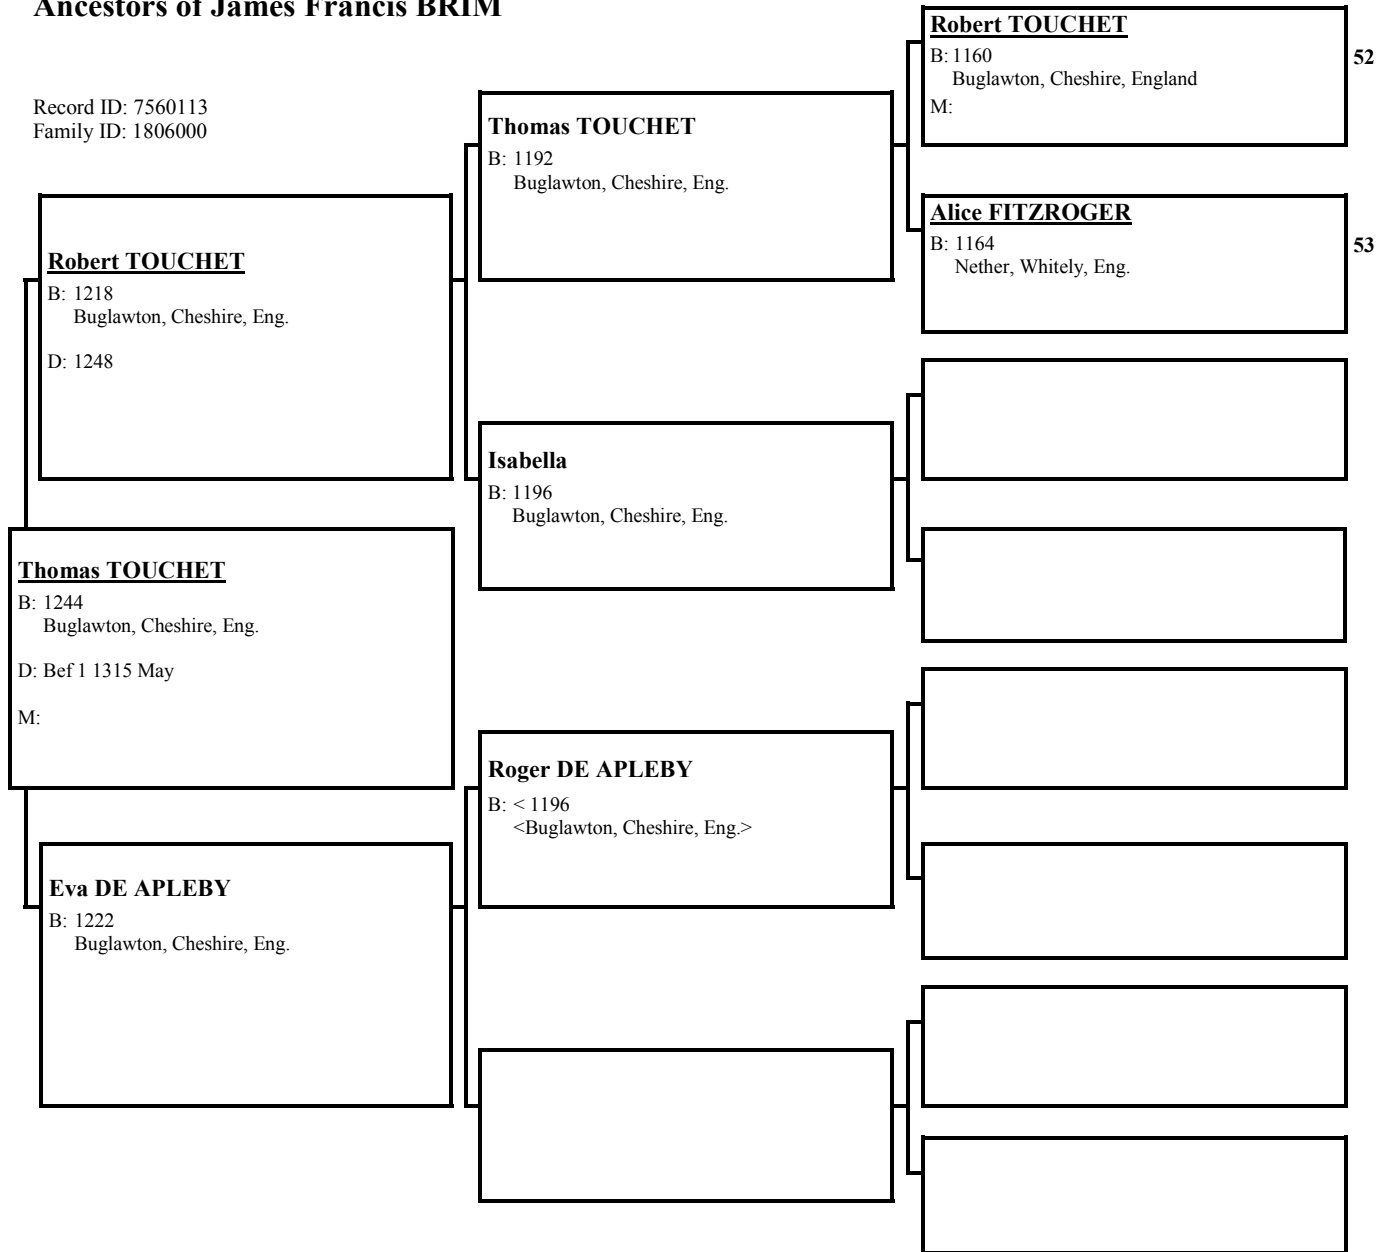 Ancestors of James Francis BRIM
Record ID: 7560113
Family ID: 1806000
Robert TOUCHET
B: 1160
Buglawton, Cheshire, England
M:
52
Thomas TOUCHET
B: 1192
Buglawton, Cheshire, Eng.
Alice FITZROGER
B: 1164
Nether, Whitely, Eng.
53
Robert TOUCHET
B: 1218
Buglawton, Cheshire, Eng.
D: 1248
Isabella
B: 1196
Buglawton, Cheshire, Eng.
Thomas TOUCHET
B: 1244
Buglawton, Cheshire, Eng.
D: Bef 1 1315 May
M:
Roger DE APLEBY
B: < 1196
<Buglawton, Cheshire, Eng.>
Eva DE APLEBY
B: 1222
Buglawton, Cheshire, Eng.